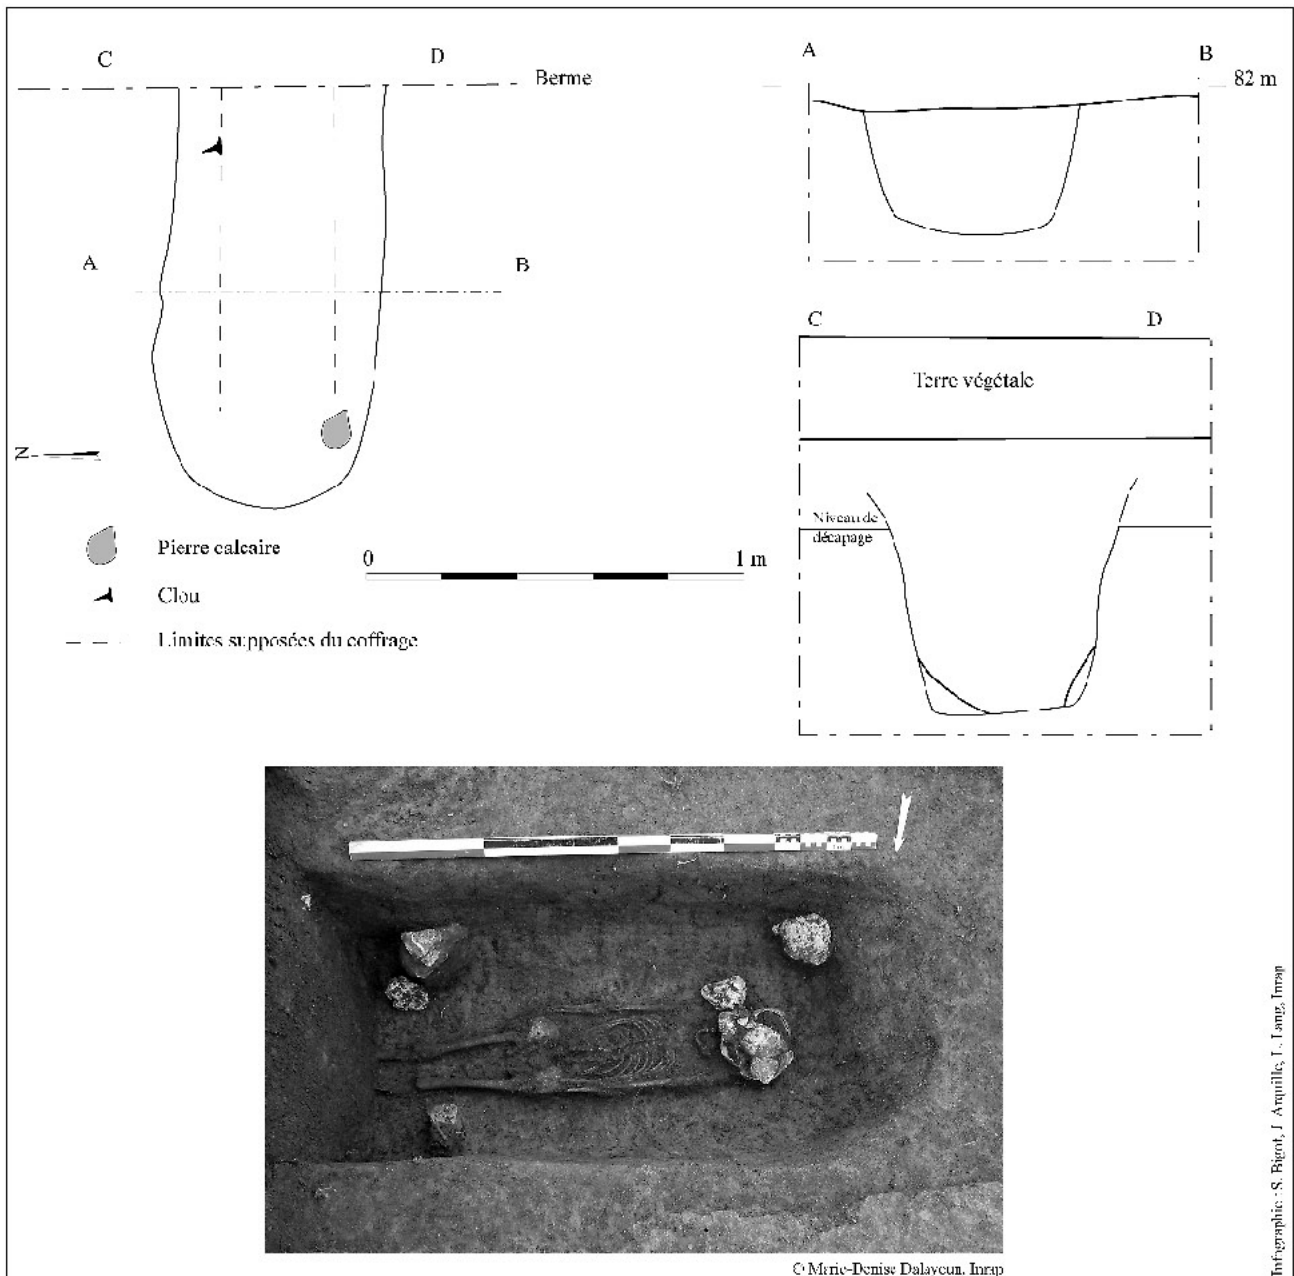 C D
Berme
A B
N
Pierre calcaire
Clou
Limites supposées du coffrage
0 1 m
A B
82 m
C D
Terre végétale
Niveau de
décapage
© Marie-Denise Dalayeun, Inrap
Infographie : S. Bigot, J. Arquille, L. Lang, Inrap